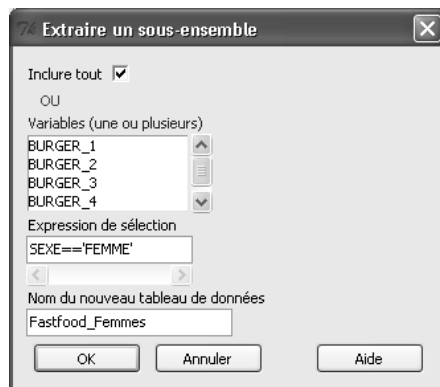 Extraire un sous-ensemble
Inclure tout
OU
Variables (une ou plusieurs)
BURGER_1
BURGER_2
BURGER_3
BURGER_4
Expression de sélection
SEXE=='FEMME'
Nom du nouveau tableau de données
Fastfood_Femmes
OK Annuler Aide